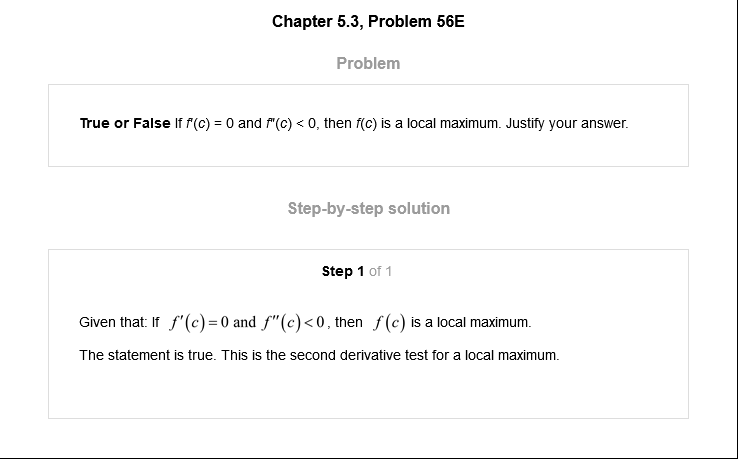 Chapter 5.3, Problem 56E
Problem
True or False If f'(c) = 0 and f"(c) < 0, then f(c) is a local maximum. Justify your answer.
Step-by-step solution
Step 1 of 1
Given that: If f′(c)=0 and f″(c)<0, then f(c) is a local maximum.
The statement is true. This is the second derivative test for a local maximum.